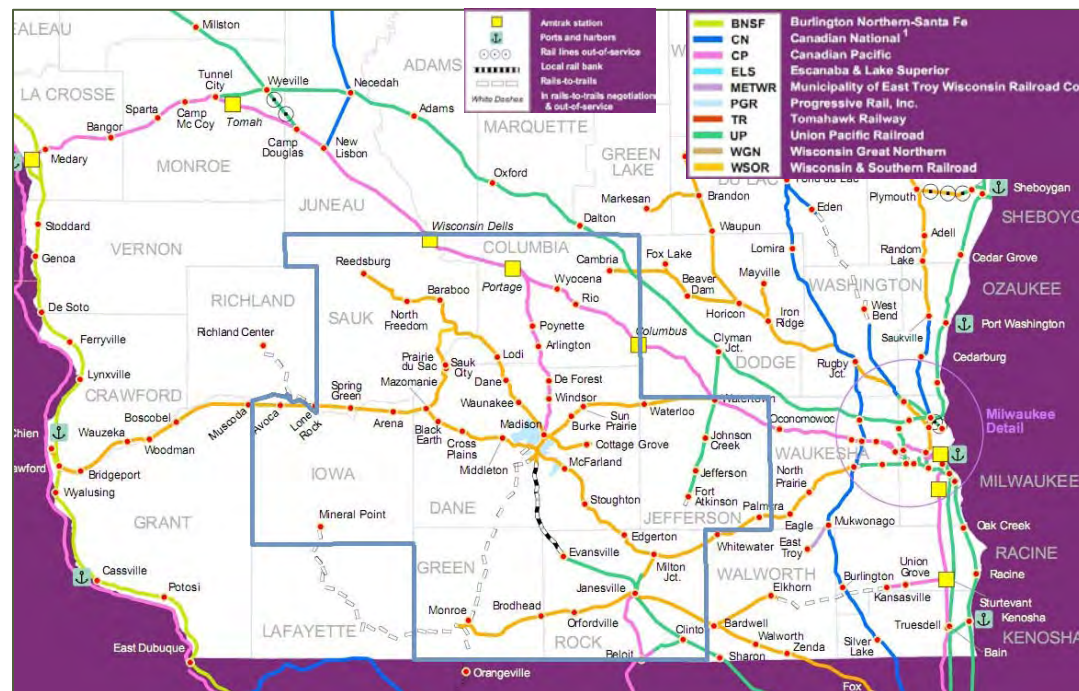 Amtrak station
Ports and harbors
Rail lines out-of-service
Local rail bank
Rails-to-trails
In rails-to-trails negotiations
& out-of-service
White Dashes
BNSF Burlington Northern-Santa Fe
CN Canadian National 1
CP Canadian Pacific
ELS Escanaba & Lake Superior
METWR Municipality of East Troy Wisconsin Railroad Co
PGR Progressive Rail, Inc.
TR Tomahawk Railway
UP Union Pacific Railroad
WGN Wisconsin Great Northern
WSOR Wisconsin & Southern Railroad
EALEAU
Millston
Tunnel
City
Wyeville
Necedah
ADAMS
LA CROSSE
Sparta
Camp
Mc Coy
Tomah
Adams
MARQUETTE
Bangor
Camp
Douglas
New
Lisbon
GREEN
LAKE
Medary
MONROE
Oxford
Markesan
Brandon
DU LAC
Eden
Plymouth
Sheboygan
JUNEAU
SHEBOYG
Stoddard
VERNON
Wisconsin Dells
Dalton
Waupun
Lomira
Adell
Genoa
COLUMBIA
Random
Lake
Cedar Grove
Reedsburg
Cambria
Fox Lake
Mayville
WASHINGTON
OZAUKEE
Portage
Wyocena
Beaver
Dam
De Soto
RICHLAND
Baraboo
Rio
Horicon
Iron
Ridge
West
Bend
Saukville
Port Washington
Richland Center
SAUK
North
Freedom
Poynette
Columbus
Ferryville
Arlington
Clyman
Jct.
DODGE
Rugby
Jct.
Cedarburg
Lynxville
Prairie
du Sac
Sauk
City
Lodi
CRAWFORD
Mazomanie
Dane
De Forest
Spring
Green
Waunakee
Windsor
Watertown
Oconomowoc
Milwaukee
Detail
Boscobel
Muscoda
Avoca
Lone
Rock
Arena
Black
Earth
Madison
Burke
Sun
Prairie
Waterloo
Wauzeka
Chien
Woodman
Cross
Plains
Cottage Grove
Johnson
Creek
WAUKESHA
awford
Bridgeport
IOWA
Middleton
McFarland
Jefferson
North
Prairie
MILWAUKEE
Wyalusing
Stoughton
Fort
Atkinson
GRANT
Mineral Point
DANE
JEFFERSON
Palmyra
Eagle
Mukwonago
Oak Creek
Edgerton
Whitewater
East
Troy
RACINE
Evansville
Milton
Jct.
Cassville
GREEN
WALWORTH
Union
Grove
Racine
Potosi
Janesville
Elkhorn
Burlington
Kansasville
Sturtevant
Monroe
Brodhead
Orfordville
Bardwell
Truesdell
Kenosha
LAFAYETTE
ROCK
Clinto
Walworth
Silver
Lake
KENOSHA
East Dubuque
Beloit
Sharon
Zenda
Bain
Orangeville
Fox